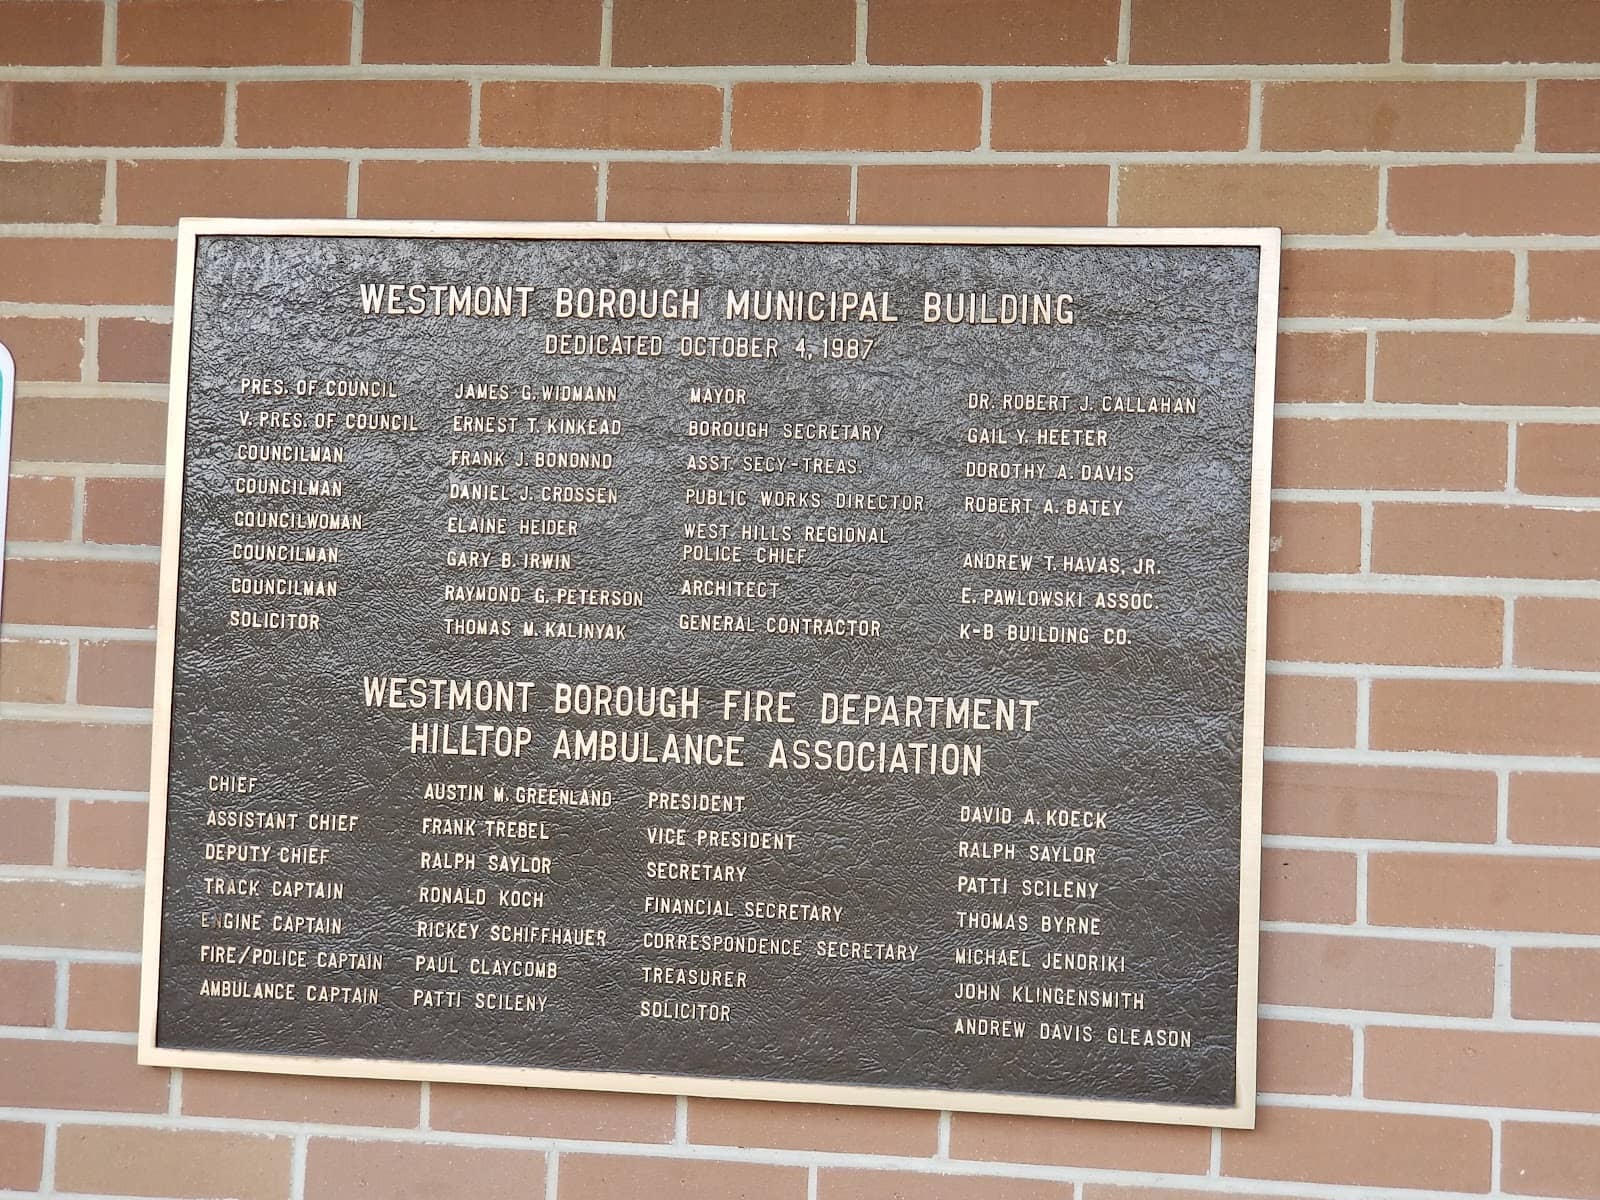 WESTMONT BOROUGH MUNICIPAL BUILDING
DEDICATED OCTOBER 4, 1987
PRES. OF COUNCIL JAMES G. WIDMANN MAYOR DR. ROBERT J. CALLAHAN
V. PRES. OF COUNCIL ERNEST T. KINKEAD BOROUGH SECRETARY GAIL Y. HEETER
COUNCILMAN FRANK J. BONONNO ASST. SECY-TREAS. DOROTHY A. DAVIS
COUNCILMAN DANIEL J. CROSSEN PUBLIC WORKS DIRECTOR ROBERT A. BATEY
COUNCILWOMAN ELAINE HEIDER WEST HILLS REGIONAL
COUNCILMAN GARY B. IRWIN POLICE CHIEF ANDREW T. HAVAS, JR.
COUNCILMAN RAYMOND G. PETERSON ARCHITECT E. PAWLOWSKI ASSOC.
SOLICITOR THOMAS M. KALINYAK GENERAL CONTRACTOR K-B BUILDING CO.
WESTMONT BOROUGH FIRE DEPARTMENT
HILLTOP AMBULANCE ASSOCIATION
CHIEF AUSTIN M. GREENLAND PRESIDENT DAVID A. KOECK
ASSISTANT CHIEF FRANK TREBEL VICE PRESIDENT RALPH SAYLOR
DEPUTY CHIEF RALPH SAYLOR SECRETARY PATTI SCILENY
TRACK CAPTAIN RONALD KOCH FINANCIAL SECRETARY THOMAS BYRNE
ENGINE CAPTAIN RICKEY SCHIFFHAUER CORRESPONDENCE SECRETARY MICHAEL JENDRIKI
FIRE/POLICE CAPTAIN PAUL CLAYCOMB TREASURER JOHN KLINGENSMITH
AMBULANCE CAPTAIN PATTI SCILENY SOLICITOR ANDREW DAVIS GLEASON